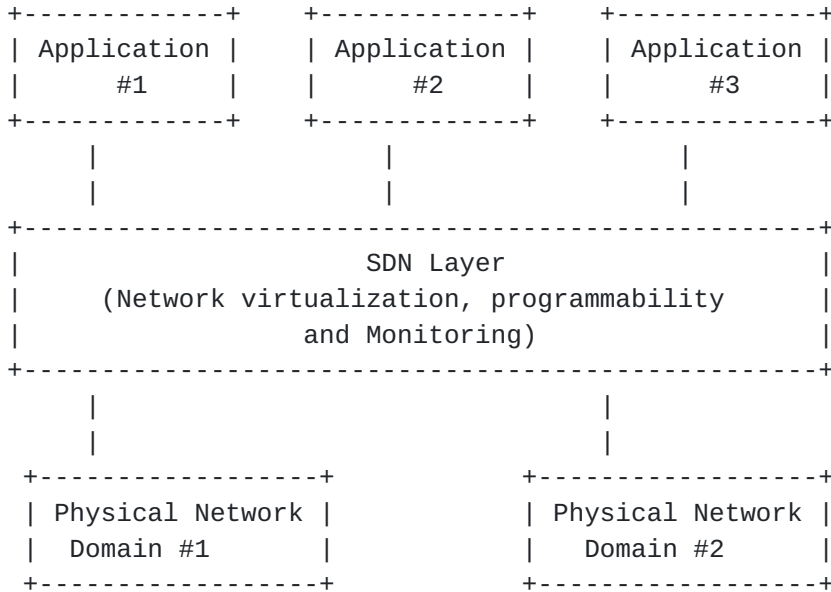 Application Application Application
#1 #2 #3
SDN Layer
(Network virtualization, programmability
and Monitoring)
Physical Network Physical Network
Domain #1 Domain #2